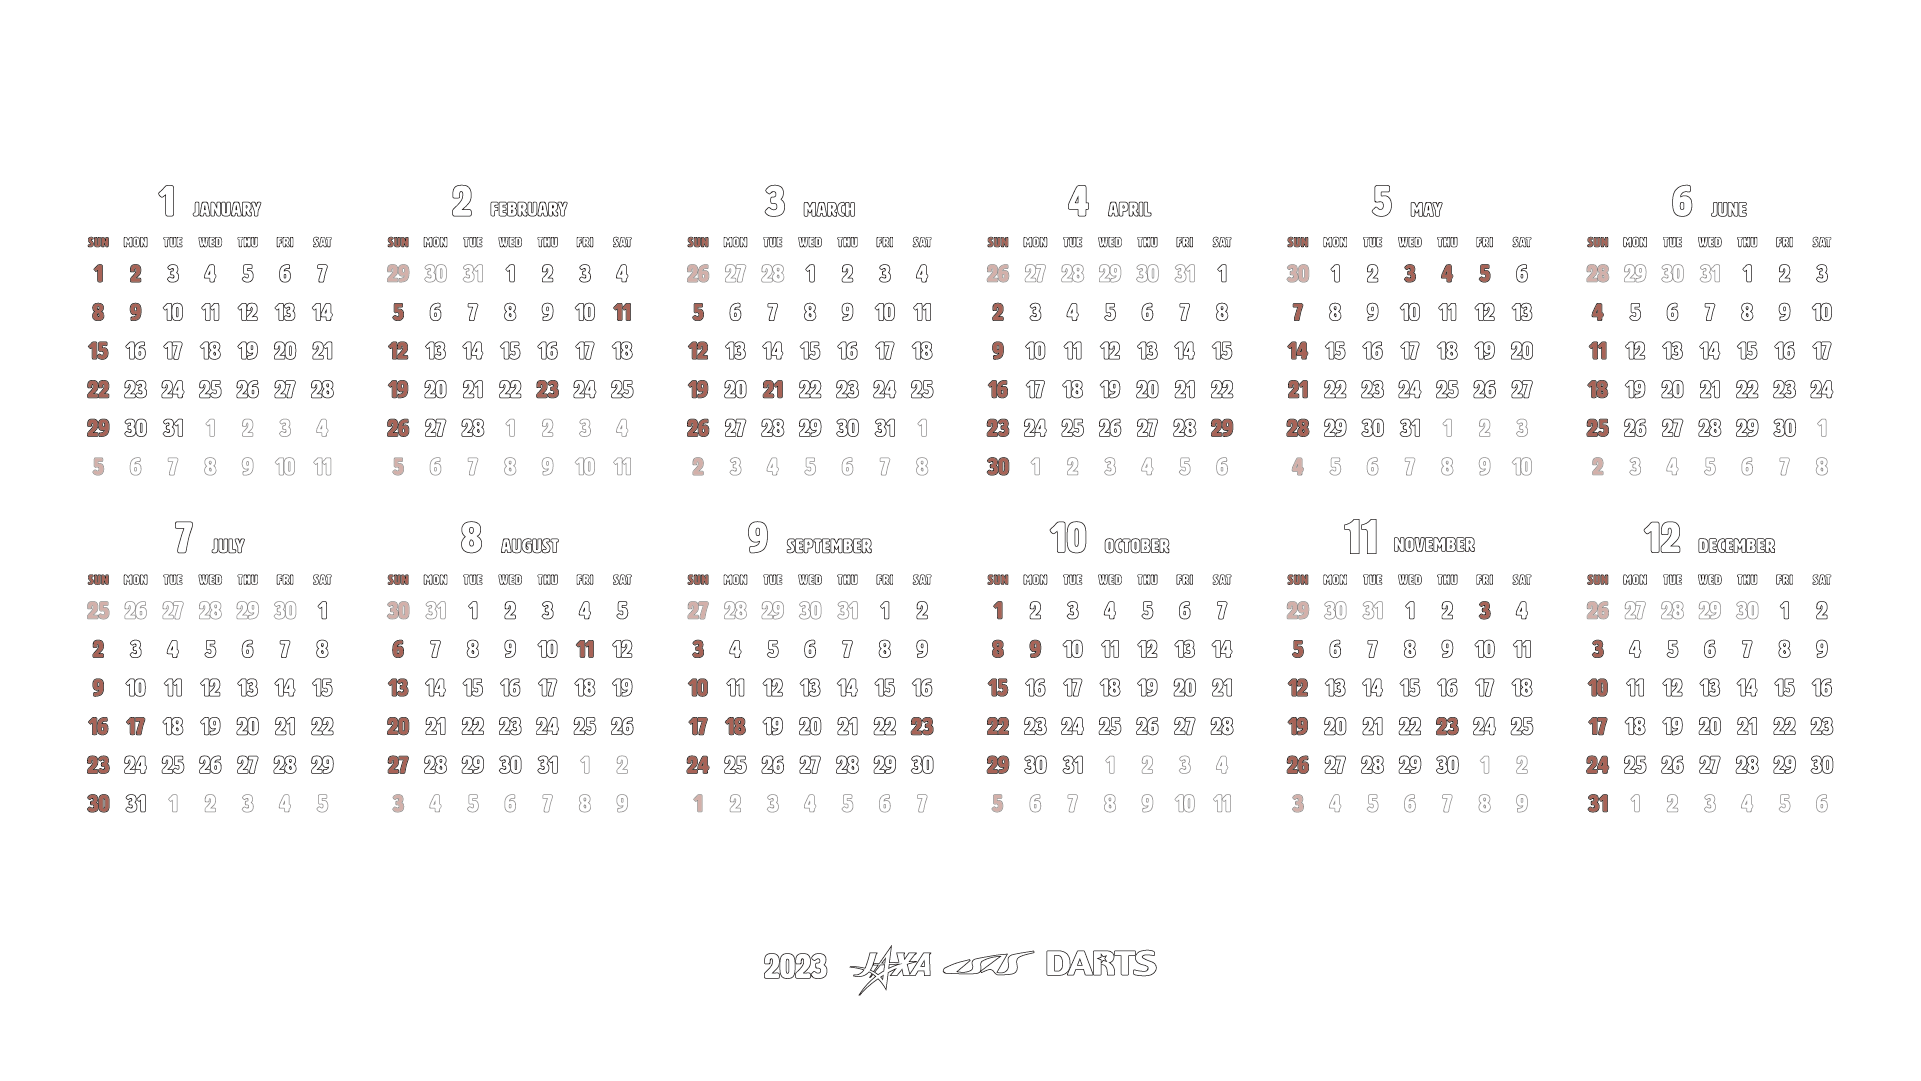 1 JANUARY
SUN MON TUE WED THU FRI SAT
1 2 3 4 5 6 7
8 9 10 11 12 13 14
15 16 17 18 19 20 21
22 23 24 25 26 27 28
29 30 31 1 2 3 4
5 6 7 8 9 10 11
2 FEBRUARY
SUN MON TUE WED THU FRI SAT
29 30 31 1 2 3 4
5 6 7 8 9 10 11
12 13 14 15 16 17 18
19 20 21 22 23 24 25
26 27 28 1 2 3 4
5 6 7 8 9 10 11
3 MARCH
SUN MON TUE WED THU FRI SAT
26 27 28 1 2 3 4
5 6 7 8 9 10 11
12 13 14 15 16 17 18
19 20 21 22 23 24 25
26 27 28 29 30 31 1
2 3 4 5 6 7 8
4 APRIL
SUN MON TUE WED THU FRI SAT
26 27 28 29 30 31 1
2 3 4 5 6 7 8
9 10 11 12 13 14 15
16 17 18 19 20 21 22
23 24 25 26 27 28 29
30 1 2 3 4 5 6
5 MAY
SUN MON TUE WED THU FRI SAT
30 1 2 3 4 5 6
7 8 9 10 11 12 13
14 15 16 17 18 19 20
21 22 23 24 25 26 27
28 29 30 31 1 2 3
4 5 6 7 8 9 10
6 JUNE
SUN MON TUE WED THU FRI SAT
28 29 30 31 1 2 3
4 5 6 7 8 9 10
11 12 13 14 15 16 17
18 19 20 21 22 23 24
25 26 27 28 29 30 1
2 3 4 5 6 7 8
7 JULY
SUN MON TUE WED THU FRI SAT
25 26 27 28 29 30 1
2 3 4 5 6 7 8
9 10 11 12 13 14 15
16 17 18 19 20 21 22
23 24 25 26 27 28 29
30 31 1 2 3 4 5
8 AUGUST
SUN MON TUE WED THU FRI SAT
30 31 1 2 3 4 5
6 7 8 9 10 11 12
13 14 15 16 17 18 19
20 21 22 23 24 25 26
27 28 29 30 31 1 2
3 4 5 6 7 8 9
9 SEPTEMBER
SUN MON TUE WED THU FRI SAT
27 28 29 30 31 1 2
3 4 5 6 7 8 9
10 11 12 13 14 15 16
17 18 19 20 21 22 23
24 25 26 27 28 29 30
1 2 3 4 5 6 7
10 OCTOBER
SUN MON TUE WED THU FRI SAT
1 2 3 4 5 6 7
8 9 10 11 12 13 14
15 16 17 18 19 20 21
22 23 24 25 26 27 28
29 30 31 1 2 3 4
5 6 7 8 9 10 11
11 NOVEMBER
SUN MON TUE WED THU FRI SAT
29 30 31 1 2 3 4
5 6 7 8 9 10 11
12 13 14 15 16 17 18
19 20 21 22 23 24 25
26 27 28 29 30 1 2
3 4 5 6 7 8 9
12 DECEMBER
SUN MON TUE WED THU FRI SAT
26 27 28 29 30 1 2
3 4 5 6 7 8 9
10 11 12 13 14 15 16
17 18 19 20 21 22 23
24 25 26 27 28 29 30
31 1 2 3 4 5 6
2023 JAXA ISAS DARTS